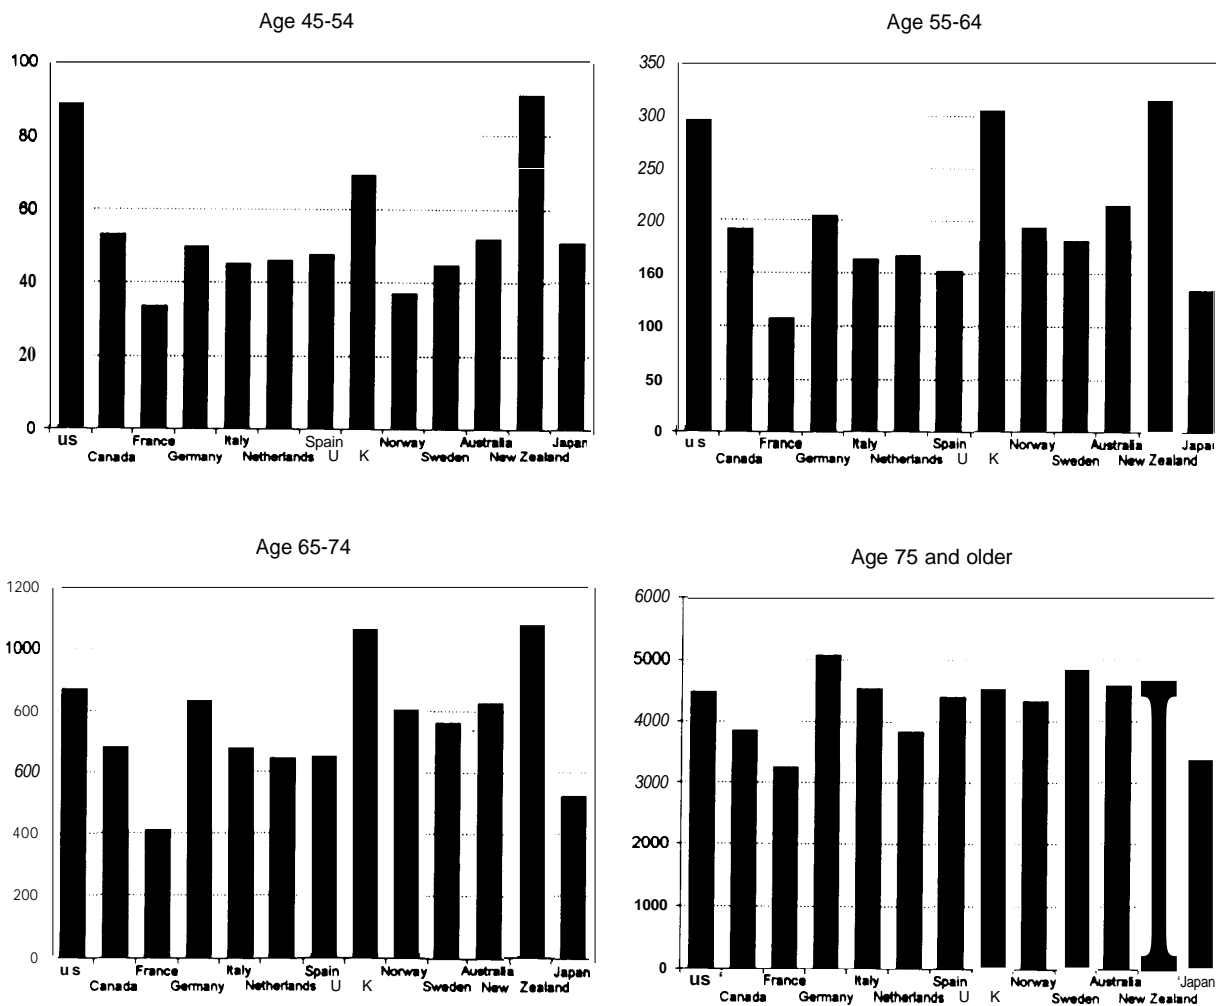 Age 45-54
100
80
60
40
20
0
US France Italy Spain Norway Australia Japan
Canada Germany Netherlands U K Sweden New Zealand
Age 55-64
350
300
250
200
160
100
50
0
u s France Italy Spain Norway Australia Japa
Canada Germany Netherlands U K Sweden New Zealand
Age 65-74
1200
1000
600
600
400
200
0
u s France Italy Spain Norway Australia Japan
Canada Germany Netherlands U K Sweden New Zealand
Age 75 and older
6000
5000
4000
3000
2000
1000
0
US ‘ France Italy Spain Norway Australia ‘Japan
Canada Germany Netherlands U K Sweden New Zealand